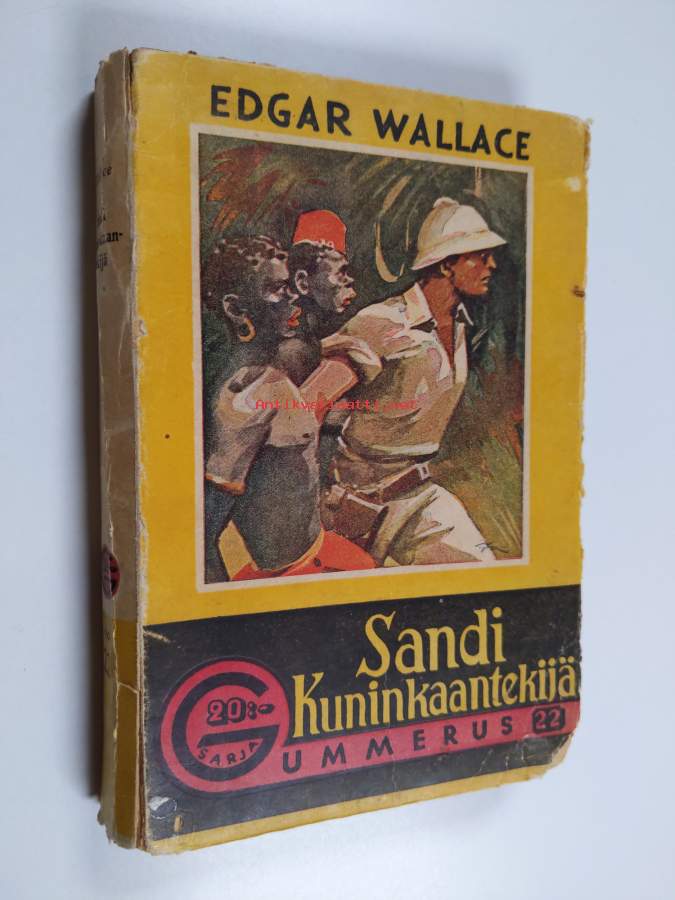 EDGAR WALLACE
Antikvariaatti.net
Sandi
Kuninkaantekijä
20:-
SARJA
GUMMERUS 22